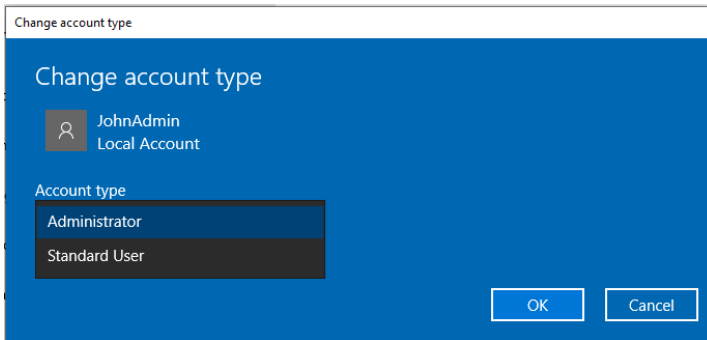 Change account type
Change account type
JohnAdmin
Local Account
Account type
Administrator
Standard User
OK
Cancel